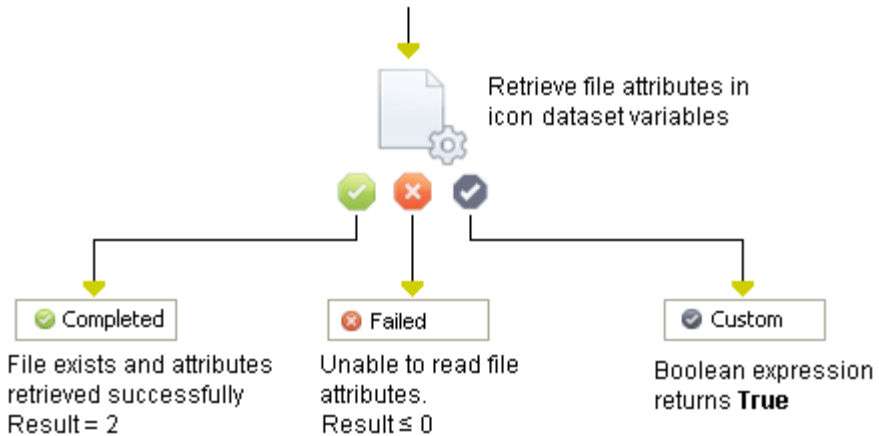 Retrieve file attributes in
icon dataset variables
Completed
Failed
Custom
File exists and attributes
retrieved successfully
Result = 2
Unable to read file
attributes.
Result ≤ 0
Boolean expression
returns True